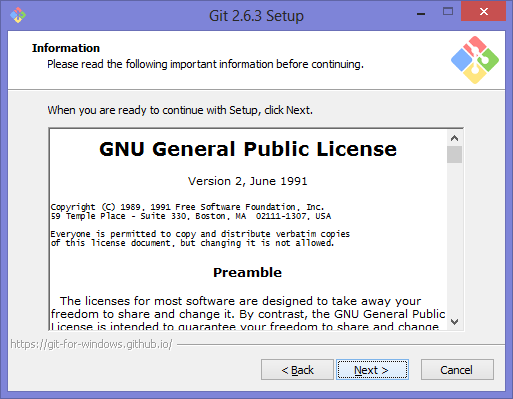 Git 2.6.3 Setup
Information
Please read the following important information before continuing.
When you are ready to continue with Setup, click Next.
GNU General Public License
Version 2, June 1991
Copyright (C) 1989, 1991 Free Software Foundation, Inc.
59 Temple Place - Suite 330, Boston, MA  02111-1307, USA
Everyone is permitted to copy and distribute verbatim copies
of this license document, but changing it is not allowed.
Preamble
The licenses for most software are designed to take away your
freedom to share and change it. By contrast, the GNU General Public
License is intended to guarantee your freedom to share and change
https://git-for-windows.github.io/
< Back
Next >
Cancel